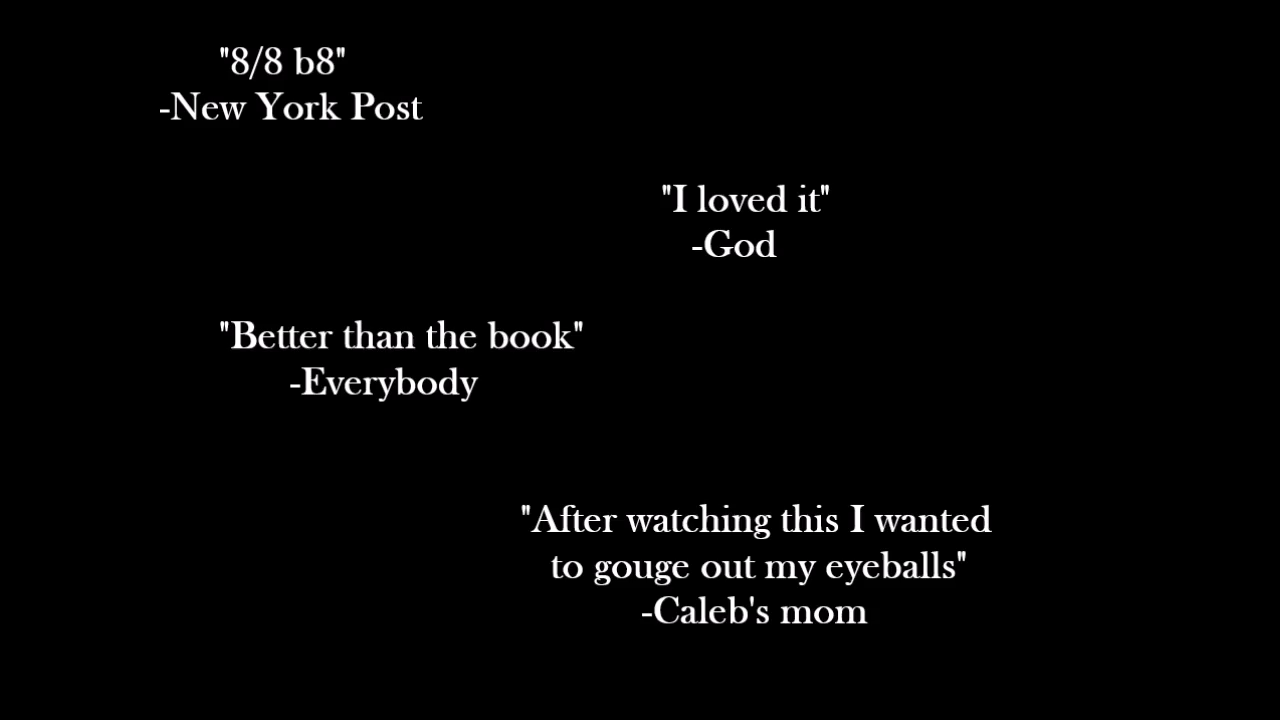 "8/8 b8"
-New York Post
"I loved it"
-God
"Better than the book"
-Everybody
"After watching this I wanted
to gouge out my eyeballs"
-Caleb's mom